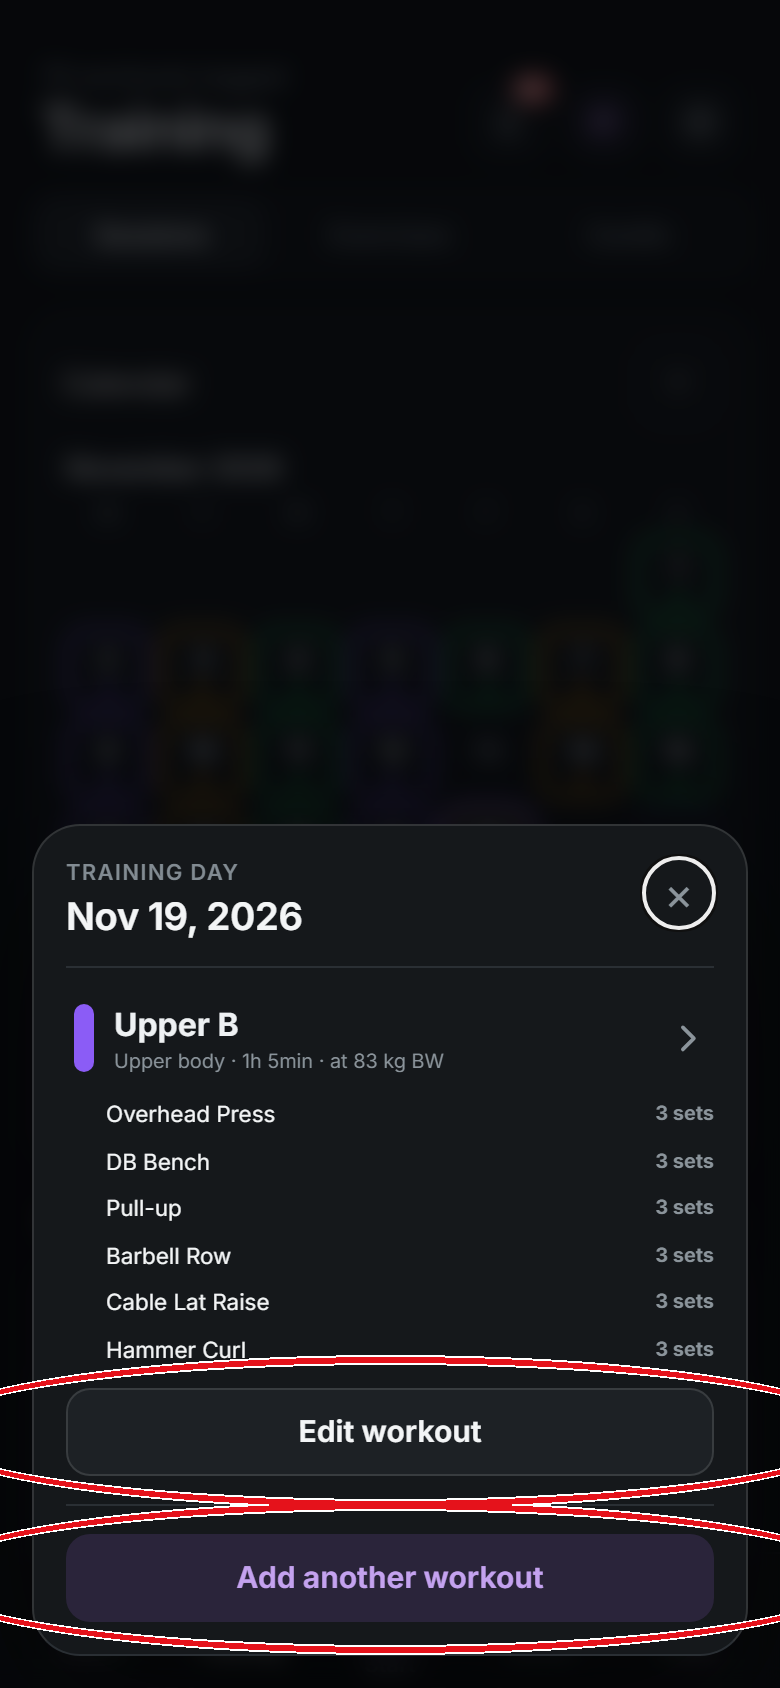 Training
TRAINING DAY
Nov 19, 2026
Upper B
Upper body · 1h 5min · at 83 kg BW
Overhead Press 3 sets
DB Bench 3 sets
Pull-up 3 sets
Barbell Row 3 sets
Cable Lat Raise 3 sets
Hammer Curl 3 sets
Edit workout
Add another workout